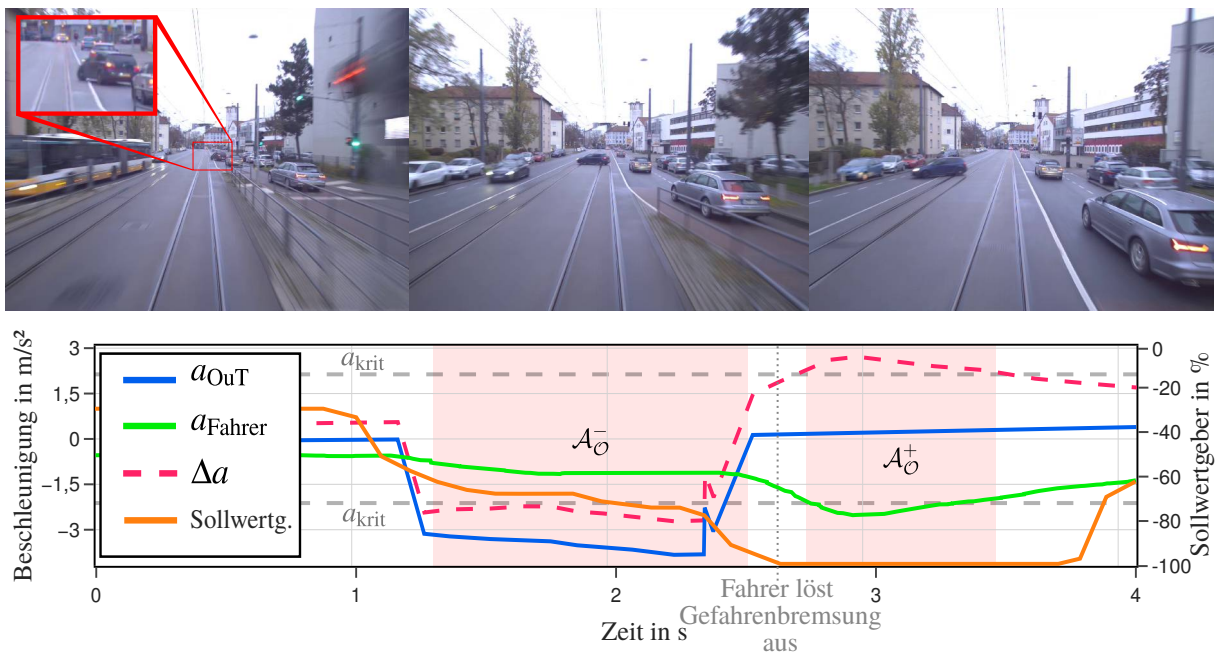 Beschleunigung in m/s²
3
1,5
0
−1,5
−3
a_OuT
a_Fahrer
Δa
Sollwertg.
a_krit
a_krit
𝒜_𝒪^−
𝒜_𝒪^+
0
-20
-40
-60
-80
-100
Sollwertgeber in %
0
1
2
3
4
Fahrer löst
Gefahrenbremsung
aus
Zeit in s